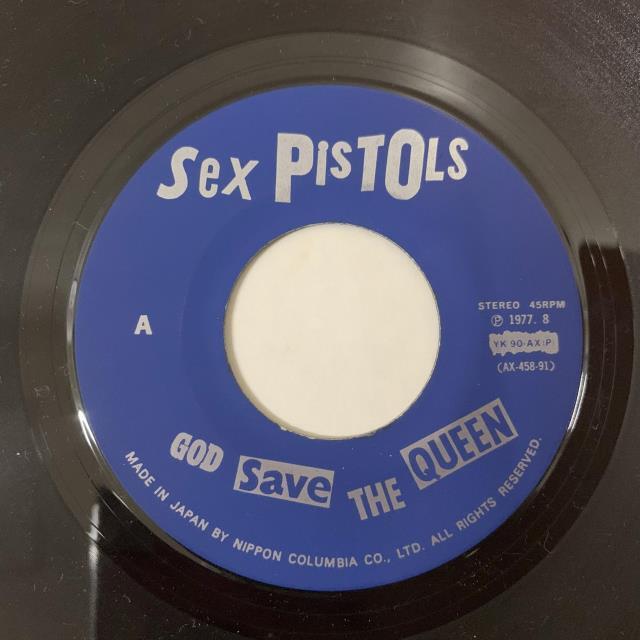 Sex PISTOLS
A
STEREO 45RPM
Ⓟ 1977. 8
YK-90-AX:P
(AX-458-91)
GOD Save THE QUEEN
MADE IN JAPAN BY NIPPON COLUMBIA CO., LTD. ALL RIGHTS RESERVED.